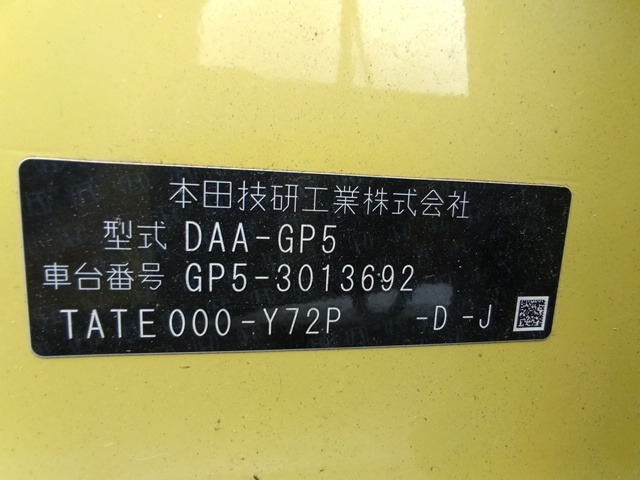 本田技研工業株式会社
型式 DAA-GP5
車台番号 GP5-3013692
TATE000-Y72P -D -J